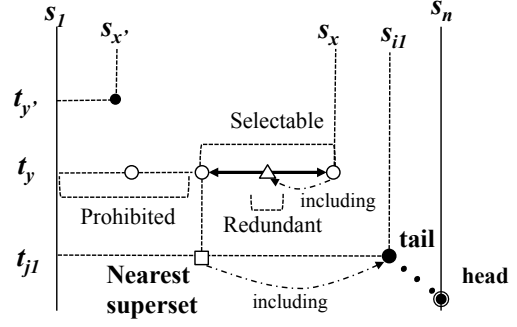 s1
sx'
sx
si1
sn
ty'
Selectable
ty
including
Prohibited
Redundant
tj1
tail
Nearest
superset
including
head